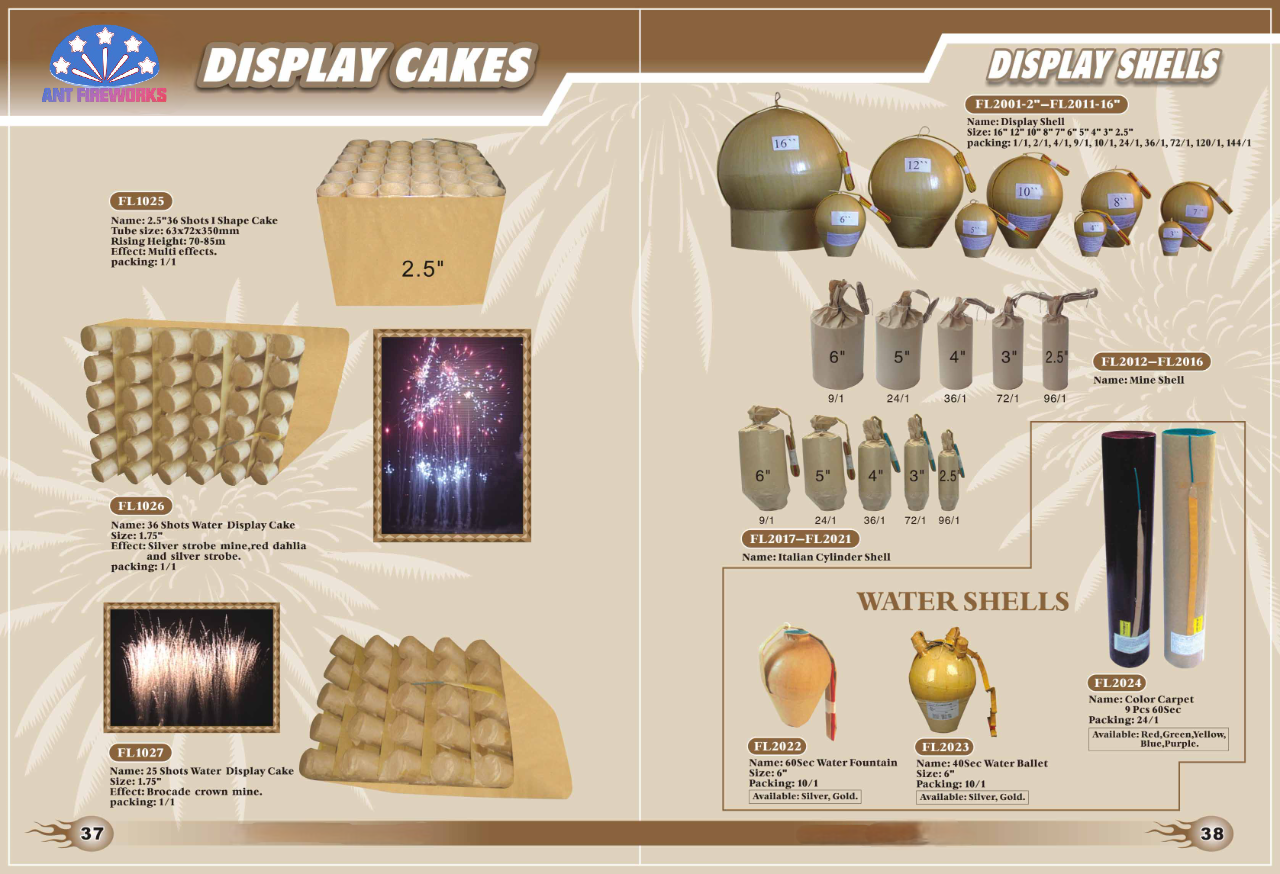 ANT FIREWORKS
DISPLAY CAKES
FL1025
Name: 2.5"36 Shots I Shape Cake
Tube size: 63x72x350mm
Rising Height: 70-85m
Effect: Multi effects.
packing: 1/1
2.5"
FL1026
Name: 36 Shots Water Display Cake
Size: 1.75"
Effect: Silver strobe mine,red dahlia
and silver strobe.
packing: 1/1
FL1027
Name: 25 Shots Water Display Cake
Size: 1.75"
Effect: Brocade crown mine.
packing: 1/1
37
DISPLAY SHELLS
FL2001-2"—FL2011-16"
Name: Display Shell
Size: 16" 12" 10" 8" 7" 6" 5" 4" 3" 2.5"
packing: 1/1, 2/1, 4/1, 9/1, 10/1, 24/1, 36/1, 72/1, 120/1, 144/1
16``
12``
10``
8``
7``
6``
5``
4``
3``
6" 5" 4" 3" 2.5"
9/1 24/1 36/1 72/1 96/1
FL2012—FL2016
Name: Mine Shell
6" 5" 4" 3" 2.5"
9/1 24/1 36/1 72/1 96/1
FL2017—FL2021
Name: Italian Cylinder Shell
WATER SHELLS
FL2022
Name: 60Sec Water Fountain
Size: 6"
Packing: 10/1
Available: Silver, Gold.
FL2023
Name: 40Sec Water Ballet
Size: 6"
Packing: 10/1
Available: Silver, Gold.
FL2024
Name: Color Carpet
9 Pcs 60Sec
Packing: 24/1
Available: Red,Green,Yellow,
Blue,Purple.
38